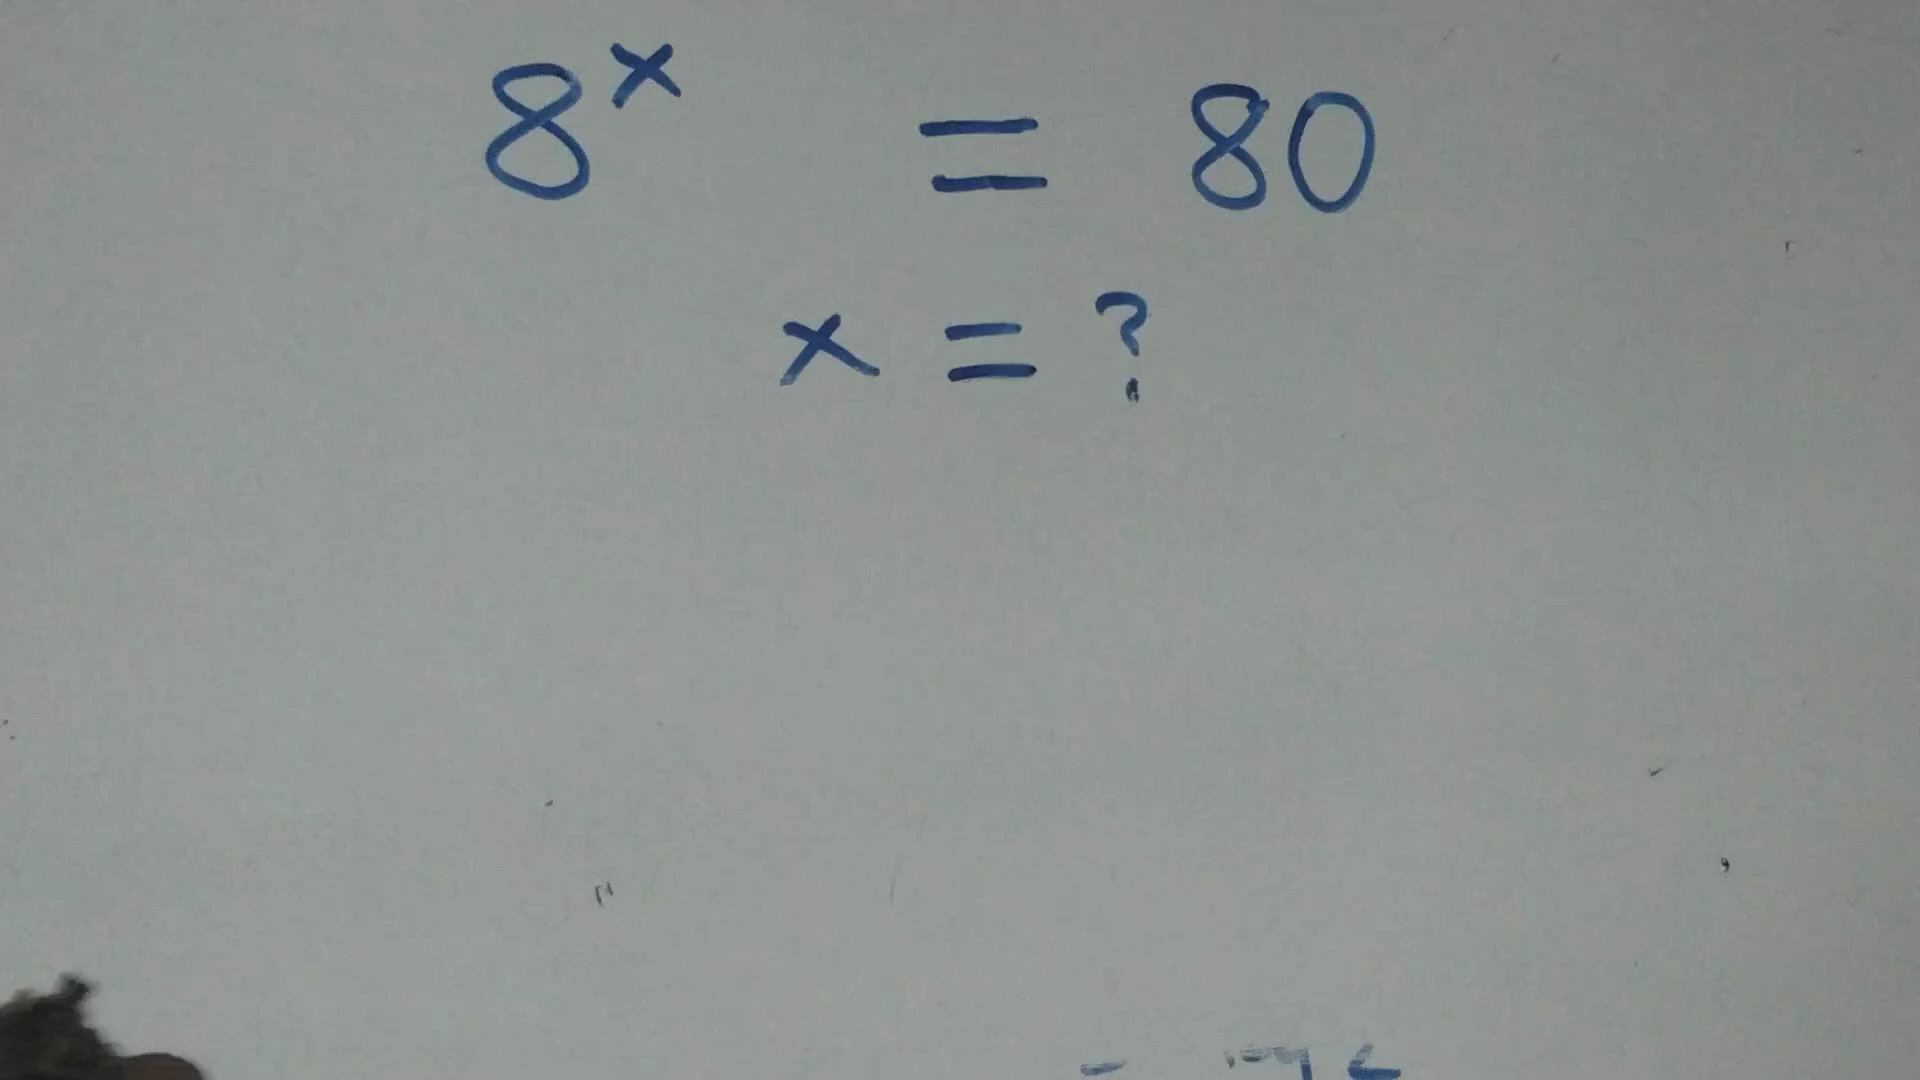 8^x = 80
x = ?